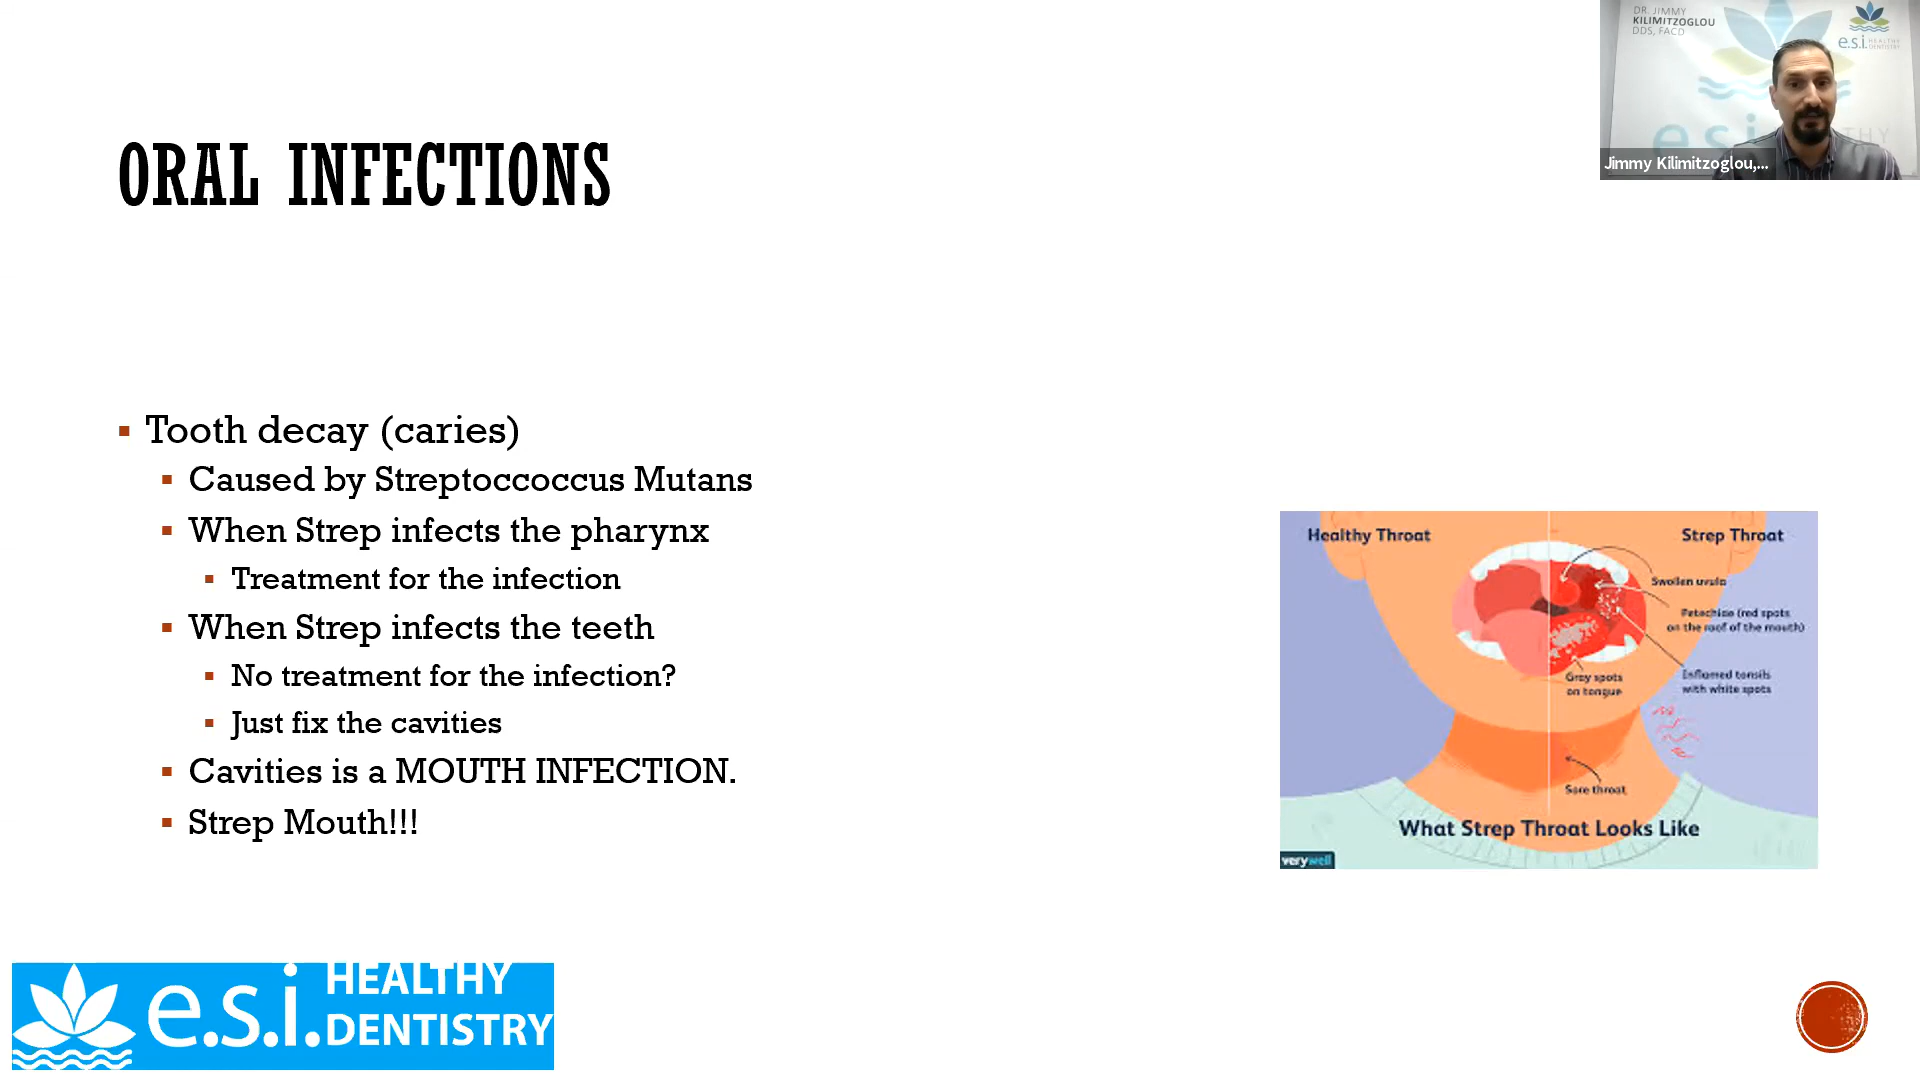 DR. JIMMY
KILIMITZOGLOU
DDS, FACD
e.s.i. HEALTHY
DENTISTRY
e.s.i. HEALTHY
Jimmy Kilimitzoglou,...
ORAL INFECTIONS
Tooth decay (caries)
Caused by Streptoccoccus Mutans
When Strep infects the pharynx
Treatment for the infection
When Strep infects the teeth
No treatment for the infection?
Just fix the cavities
Cavities is a MOUTH INFECTION.
Strep Mouth!!!
Healthy Throat
Strep Throat
Swollen uvula
Petechiae (red spots
on the roof of the mouth)
Inflamed tonsils
with white spots
Gray spots
on tongue
Sore throat
What Strep Throat Looks Like
verywell
e.s.i. HEALTHY
DENTISTRY